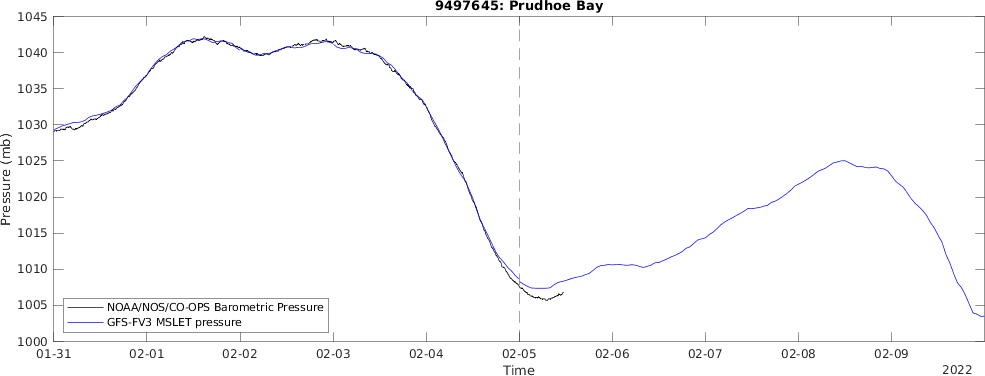 9497645: Prudhoe Bay
1045
1040
1035
1030
1025
1020
1015
1010
1005
1000
Pressure (mb)
NOAA/NOS/CO-OPS Barometric Pressure
GFS-FV3 MSLET pressure
01-31 02-01 02-02 02-03 02-04 02-05 02-06 02-07 02-08 02-09
Time
2022